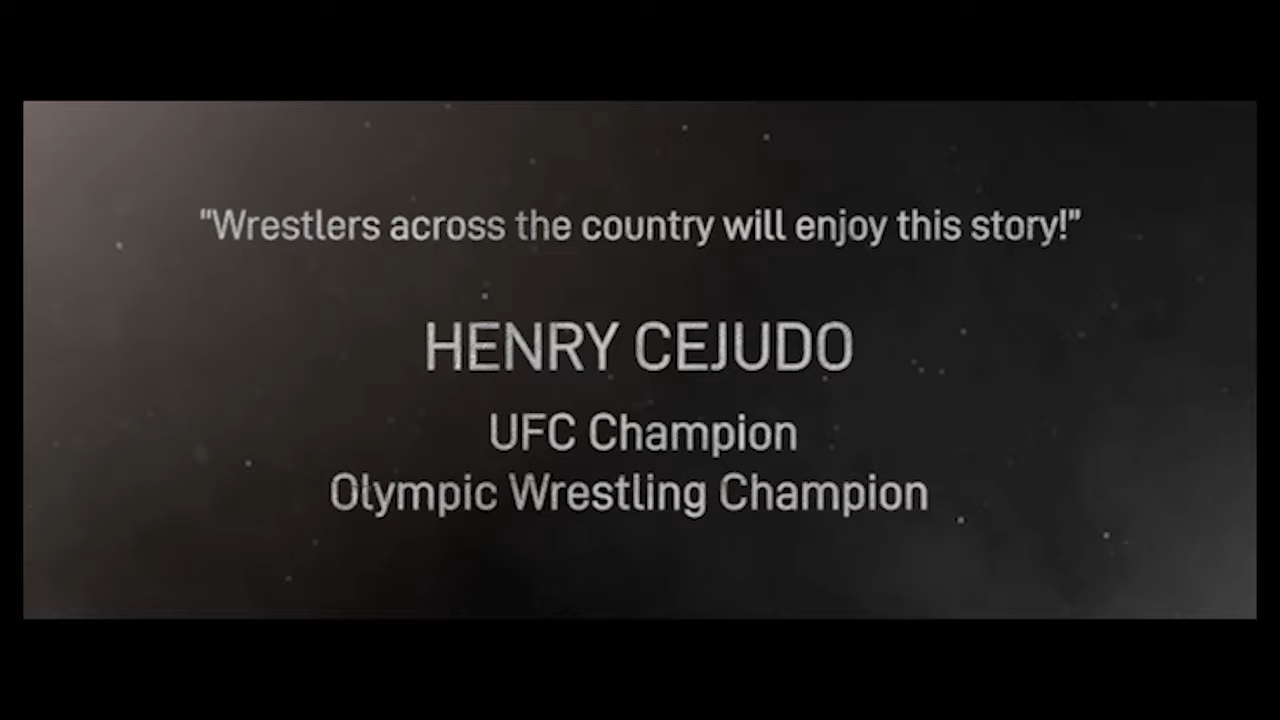 "Wrestlers across the country will enjoy this story!"
HENRY CEJUDO
UFC Champion
Olympic Wrestling Champion